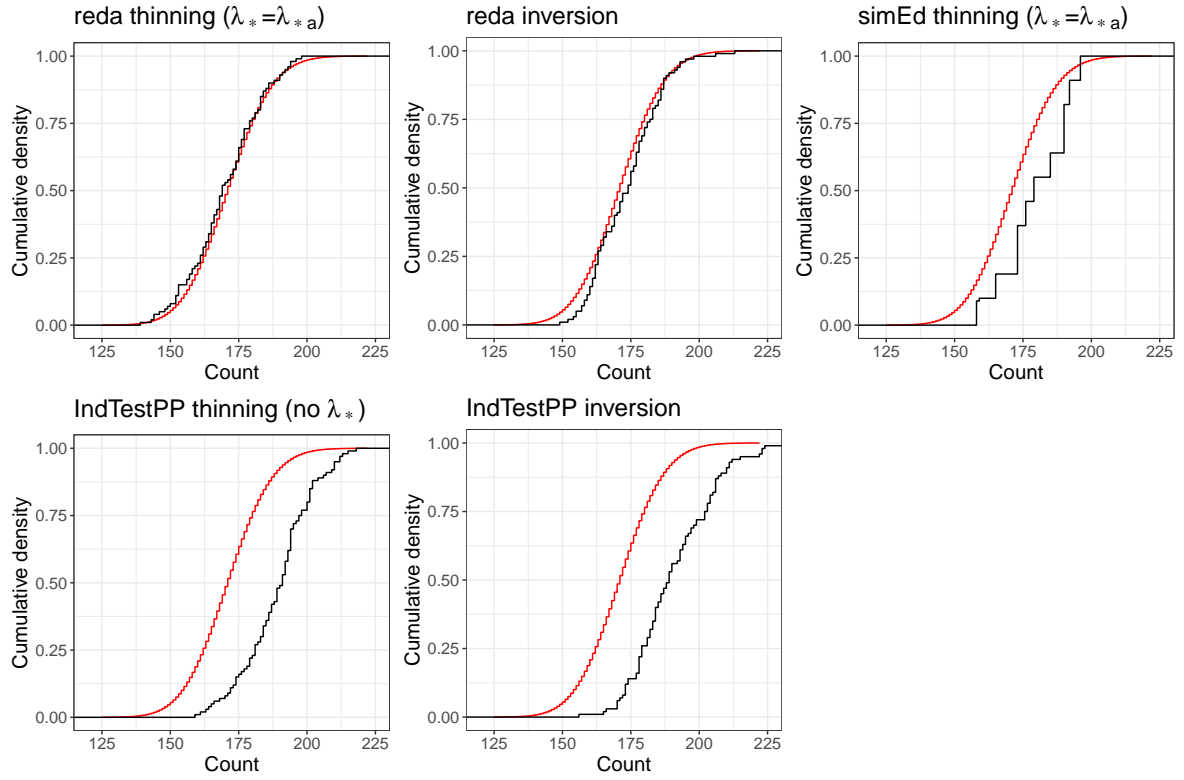 reda thinning (λ*=λ*a)
reda inversion
simEd thinning (λ*=λ*a)
Cumulative density
1.00
0.75
0.50
0.25
0.00
125 150 175 200 225
Count
Cumulative density
1.00
0.75
0.50
0.25
0.00
125 150 175 200 225
Count
Cumulative density
1.00
0.75
0.50
0.25
0.00
125 150 175 200 225
Count
IndTestPP thinning (no λ*)
IndTestPP inversion
Cumulative density
1.00
0.75
0.50
0.25
0.00
125 150 175 200 225
Count
Cumulative density
1.00
0.75
0.50
0.25
0.00
125 150 175 200 225
Count